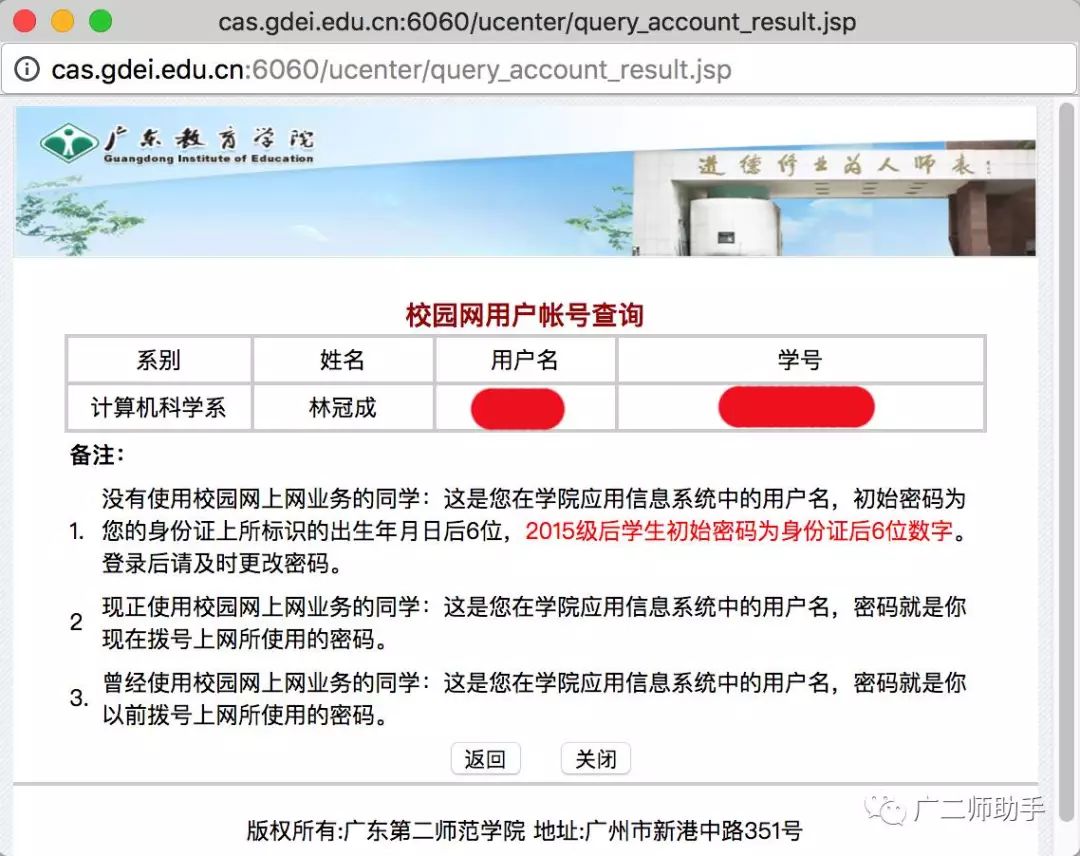 cas.gdei.edu.cn:6060/ucenter/query_account_result.jsp
cas.gdei.edu.cn:6060/ucenter/query_account_result.jsp
广东教育学院
Guangdong Institute of Education
道德修业为人师表
校园网用户帐号查询
系别 姓名 用户名 学号
计算机科学系 林冠成
备注：
没有使用校园网上网业务的同学：这是您在学院应用信息系统中的用户名，初始密码为
1. 您的身份证上所标识的出生年月日后6位，2015级后学生初始密码为身份证后6位数字。
登录后请及时更改密码。
现正使用校园网上网业务的同学：这是您在学院应用信息系统中的用户名，密码就是你
2
现在拨号上网所使用的密码。
曾经使用校园网上网业务的同学：这是您在学院应用信息系统中的用户名，密码就是你
3.
以前拨号上网所使用的密码。
返回 关闭
版权所有:广东第二师范学院 地址:广州市新港中路351号
广二师助手